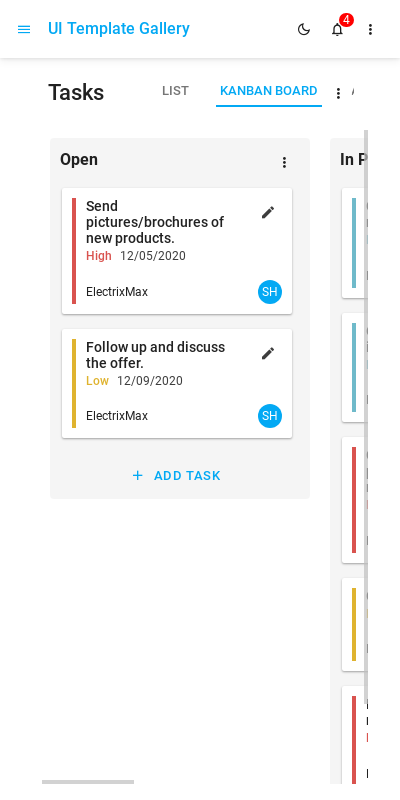 UI Template Gallery
4
Tasks
LIST
KANBAN BOARD
Open
In P
Send
pictures/brochures of
new products.
High 12/05/2020
ElectrixMax
SH
Follow up and discuss
the offer.
Low 12/09/2020
ElectrixMax
SH
ADD TASK